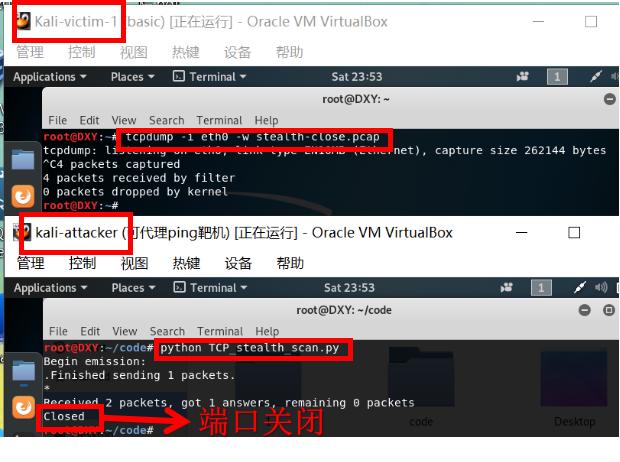 Kali-victim-1 (basic) [正在运行] - Oracle VM VirtualBox
管理 控制 视图 热键 设备 帮助
Applications Places Terminal Sat 23:53 1
root@DXY: ~
File Edit View Search Terminal Help
root@DXY:~# tcpdump -i eth0 -w stealth-close.pcap
tcpdump: listening on eth0, link-type EN10MB (Ethernet), capture size 262144 bytes
^C4 packets captured
4 packets received by filter
0 packets dropped by kernel
root@DXY:~#
kali-attacker (可代理ping靶机) [正在运行] - Oracle VM VirtualBox
管理 控制 视图 热键 设备 帮助
Applications Places Terminal Sat 23:53 1
root@DXY: ~/code
File Edit View Search Terminal Help
root@DXY:~/code# python TCP_stealth_scan.py
Begin emission:
.Finished sending 1 packets.
*
Received 2 packets, got 1 answers, remaining 0 packets
Closed 端口关闭
root@DXY:~/code#
code Desktop